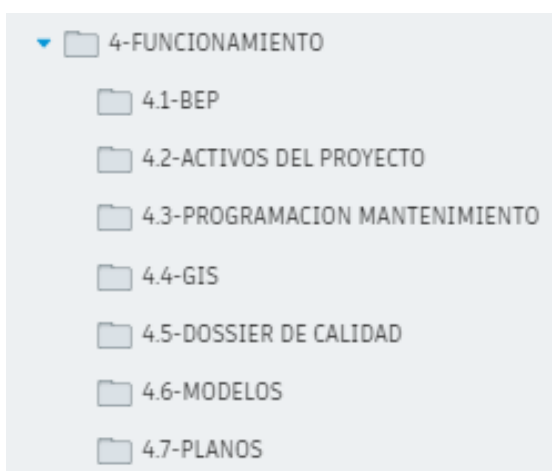 4-FUNCIONAMIENTO
4.1-BEP
4.2-ACTIVOS DEL PROYECTO
4.3-PROGRAMACION MANTENIMIENTO
4.4-GIS
4.5-DOSSIER DE CALIDAD
4.6-MODELOS
4.7-PLANOS